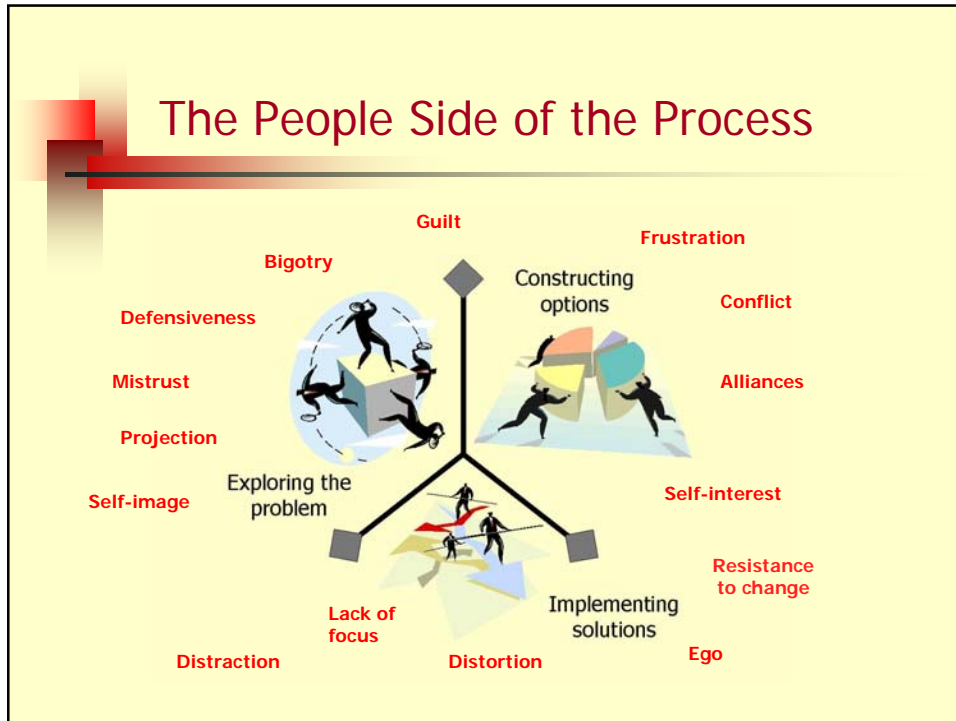 The People Side of the Process
Guilt
Frustration
Bigotry
Constructing
options
Conflict
Defensiveness
Mistrust
Alliances
Projection
Exploring the
problem
Self-image
Self-interest
Resistance
to change
Implementing
solutions
Lack of
focus
Distraction
Distortion
Ego